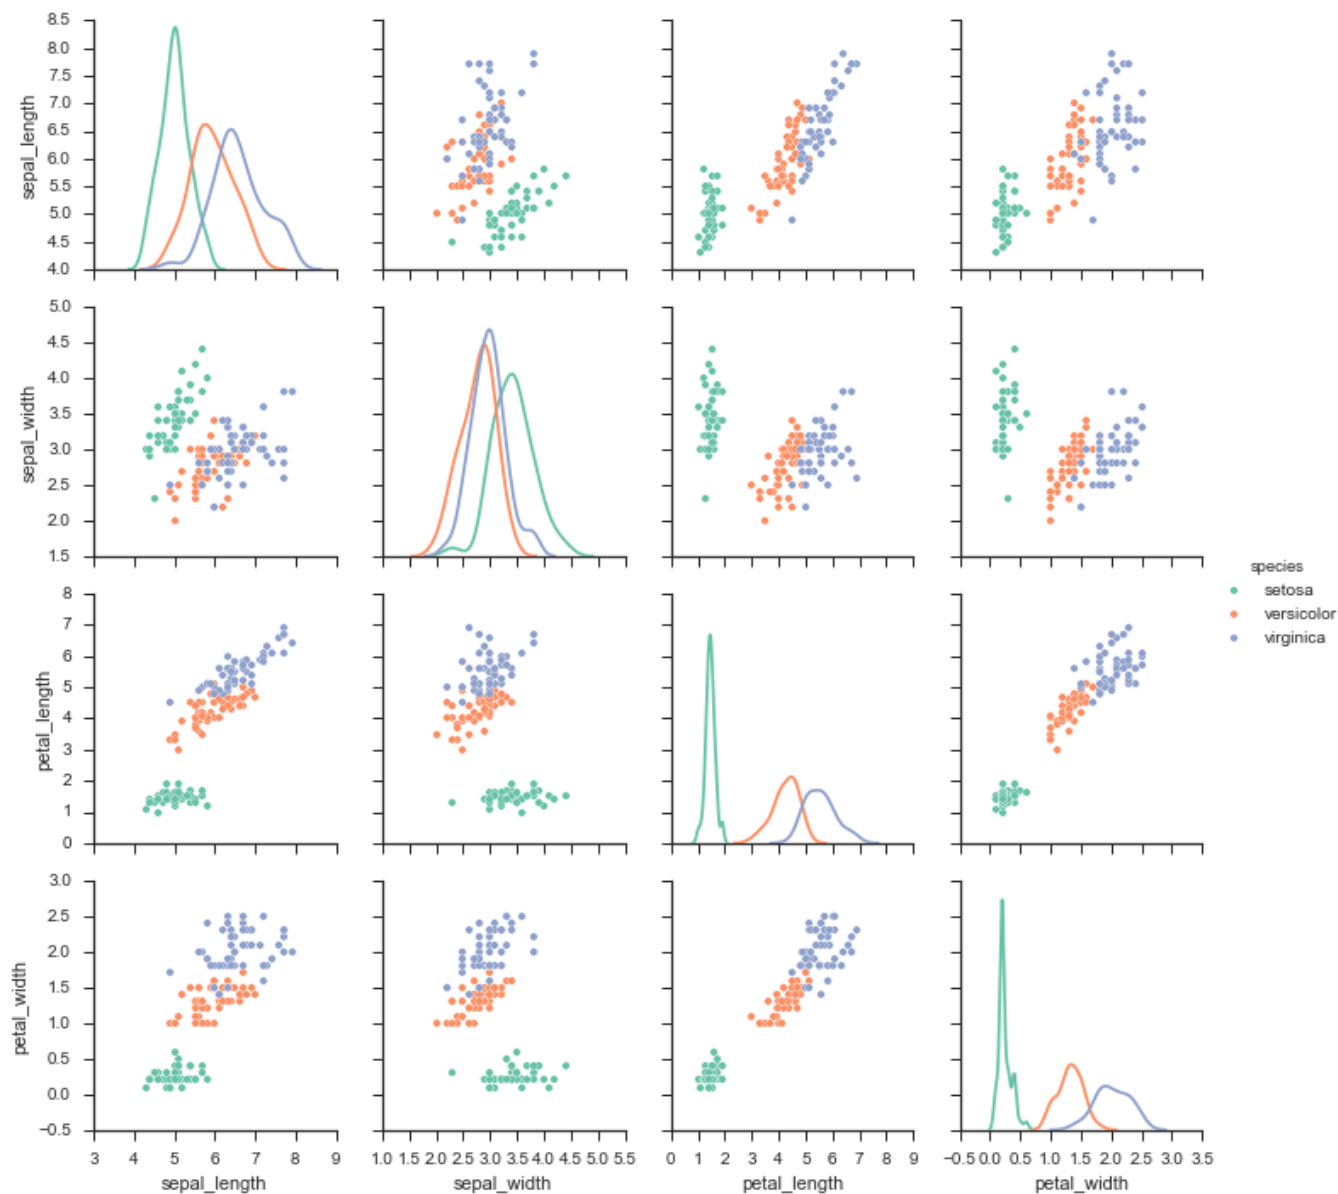 8.5
8.0
7.5
7.0
6.5
6.0
5.5
5.0
4.5
4.0
sepal_length
3 4 5 6 7 8 9
1.0 1.5 2.0 2.5 3.0 3.5 4.0 4.5 5.0 5.5
0 1 2 3 4 5 6 7 8 9
−0.5 0.0 0.5 1.0 1.5 2.0 2.5 3.0 3.5
5.0
4.5
4.0
3.5
3.0
2.5
2.0
1.5
sepal_width
8
7
6
5
4
3
2
1
0
petal_length
3.0
2.5
2.0
1.5
1.0
0.5
0.0
−0.5
petal_width
sepal_length
sepal_width
petal_length
petal_width
species
setosa
versicolor
virginica